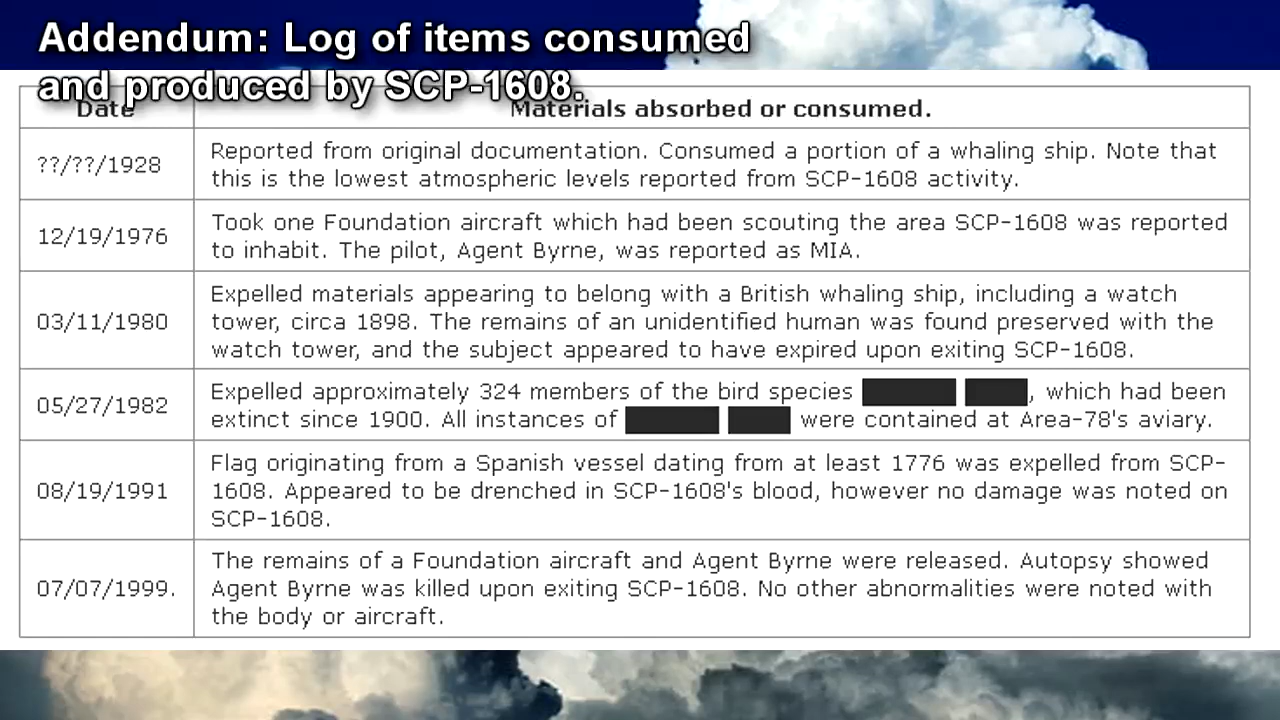 Addendum: Log of items consumed
and produced by SCP-1608.
Date
Materials absorbed or consumed.
??/??/1928
Reported from original documentation. Consumed a portion of a whaling ship. Note that
this is the lowest atmospheric levels reported from SCP-1608 activity.
12/19/1976
Took one Foundation aircraft which had been scouting the area SCP-1608 was reported
to inhabit. The pilot, Agent Byrne, was reported as MIA.
03/11/1980
Expelled materials appearing to belong with a British whaling ship, including a watch
tower, circa 1898. The remains of an unidentified human was found preserved with the
watch tower, and the subject appeared to have expired upon exiting SCP-1608.
05/27/1982
Expelled approximately 324 members of the bird species , which had been
extinct since 1900. All instances of were contained at Area-78's aviary.
08/19/1991
Flag originating from a Spanish vessel dating from at least 1776 was expelled from SCP-
1608. Appeared to be drenched in SCP-1608's blood, however no damage was noted on
SCP-1608.
07/07/1999.
The remains of a Foundation aircraft and Agent Byrne were released. Autopsy showed
Agent Byrne was killed upon exiting SCP-1608. No other abnormalities were noted with
the body or aircraft.